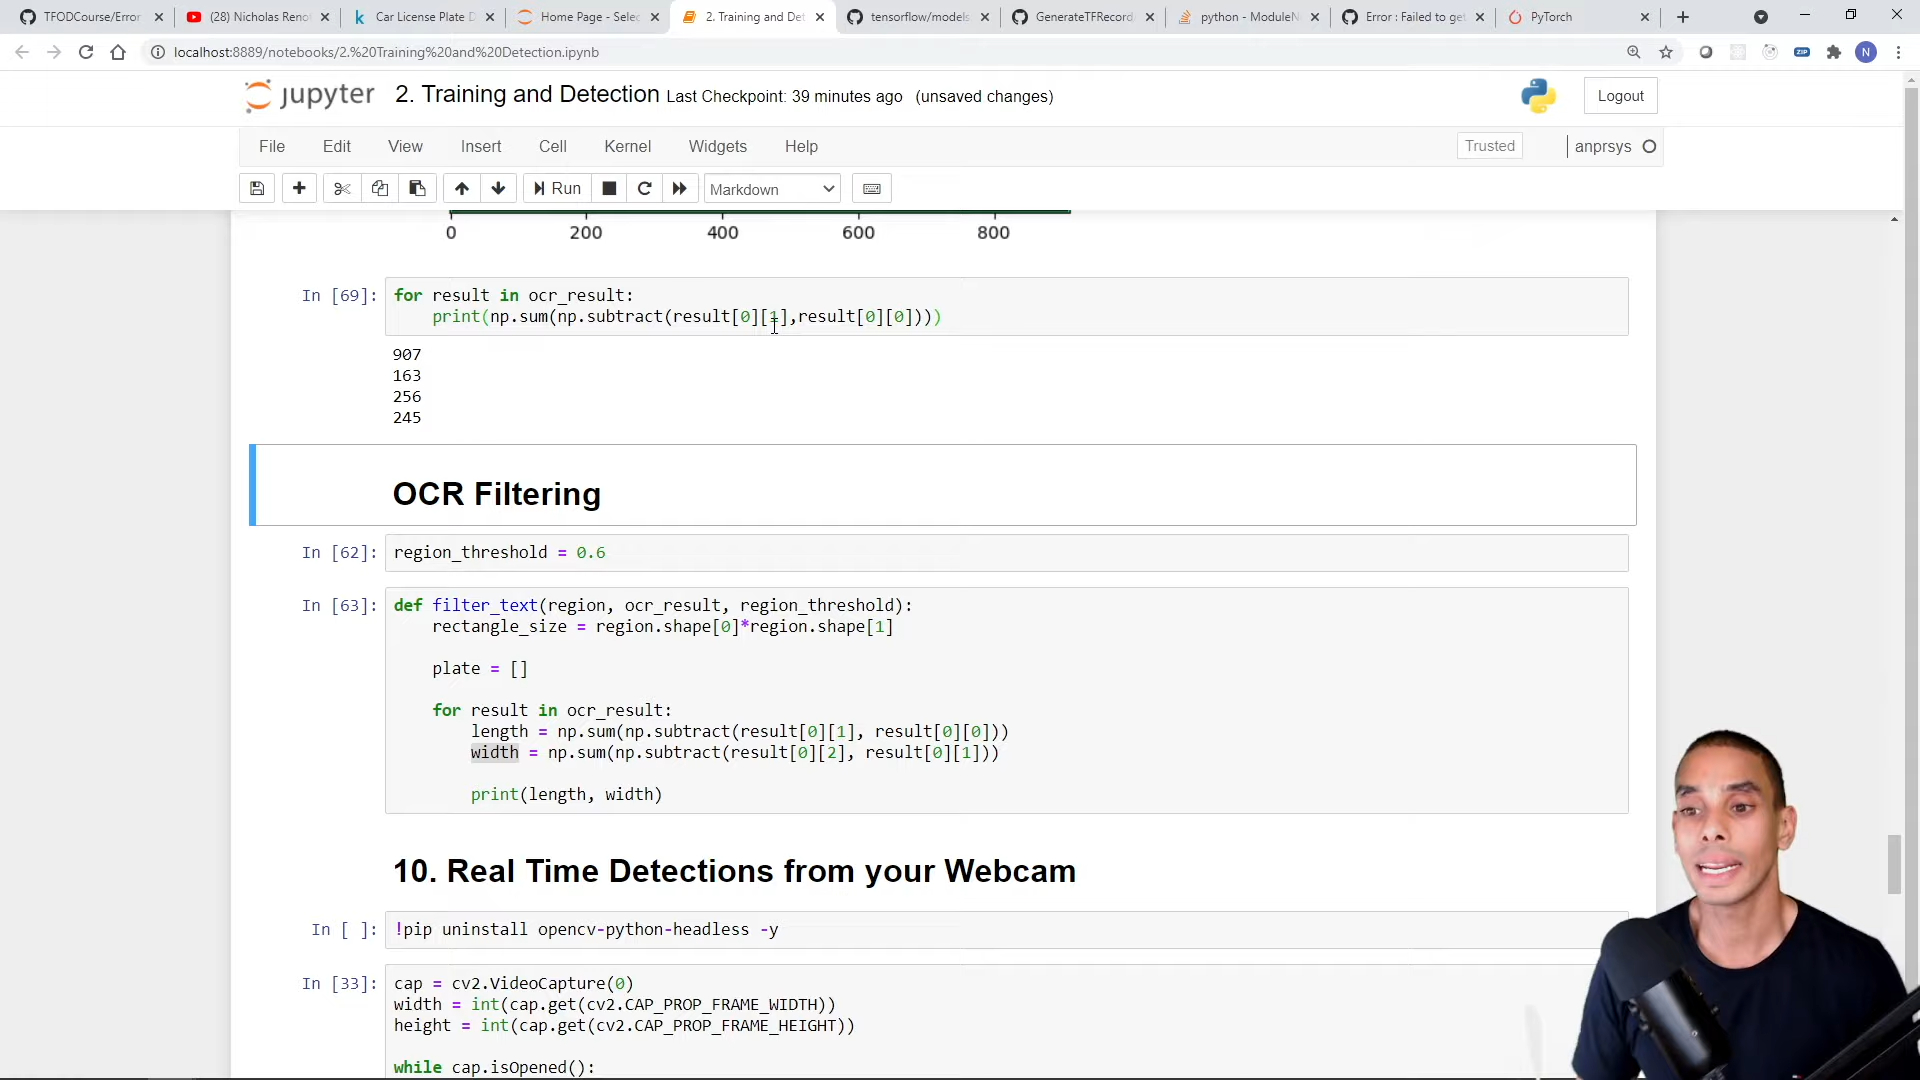 TFODCourse/Error
(28) Nicholas Reno
Car License Plate D
Home Page - Selec
2. Training and Det
tensorflow/models
GenerateTFRecord
python - ModuleN
Error : Failed to get
PyTorch
localhost:8889/notebooks/2.%20Training%20and%20Detection.ipynb
ZIP
N
jupyter 2. Training and Detection Last Checkpoint: 39 minutes ago (unsaved changes)
Logout
File Edit View Insert Cell Kernel Widgets Help
Trusted
anprsys
Run
Markdown
0 200 400 600 800
In [69]: for result in ocr_result:
print(np.sum(np.subtract(result[0][1],result[0][0])))
907
163
256
245
OCR Filtering
In [62]: region_threshold = 0.6
In [63]: def filter_text(region, ocr_result, region_threshold):
rectangle_size = region.shape[0]*region.shape[1]
plate = []
for result in ocr_result:
length = np.sum(np.subtract(result[0][1], result[0][0]))
width = np.sum(np.subtract(result[0][2], result[0][1]))
print(length, width)
10. Real Time Detections from your Webcam
In [ ]: !pip uninstall opencv-python-headless -y
In [33]: cap = cv2.VideoCapture(0)
width = int(cap.get(cv2.CAP_PROP_FRAME_WIDTH))
height = int(cap.get(cv2.CAP_PROP_FRAME_HEIGHT))
while cap.isOpened():